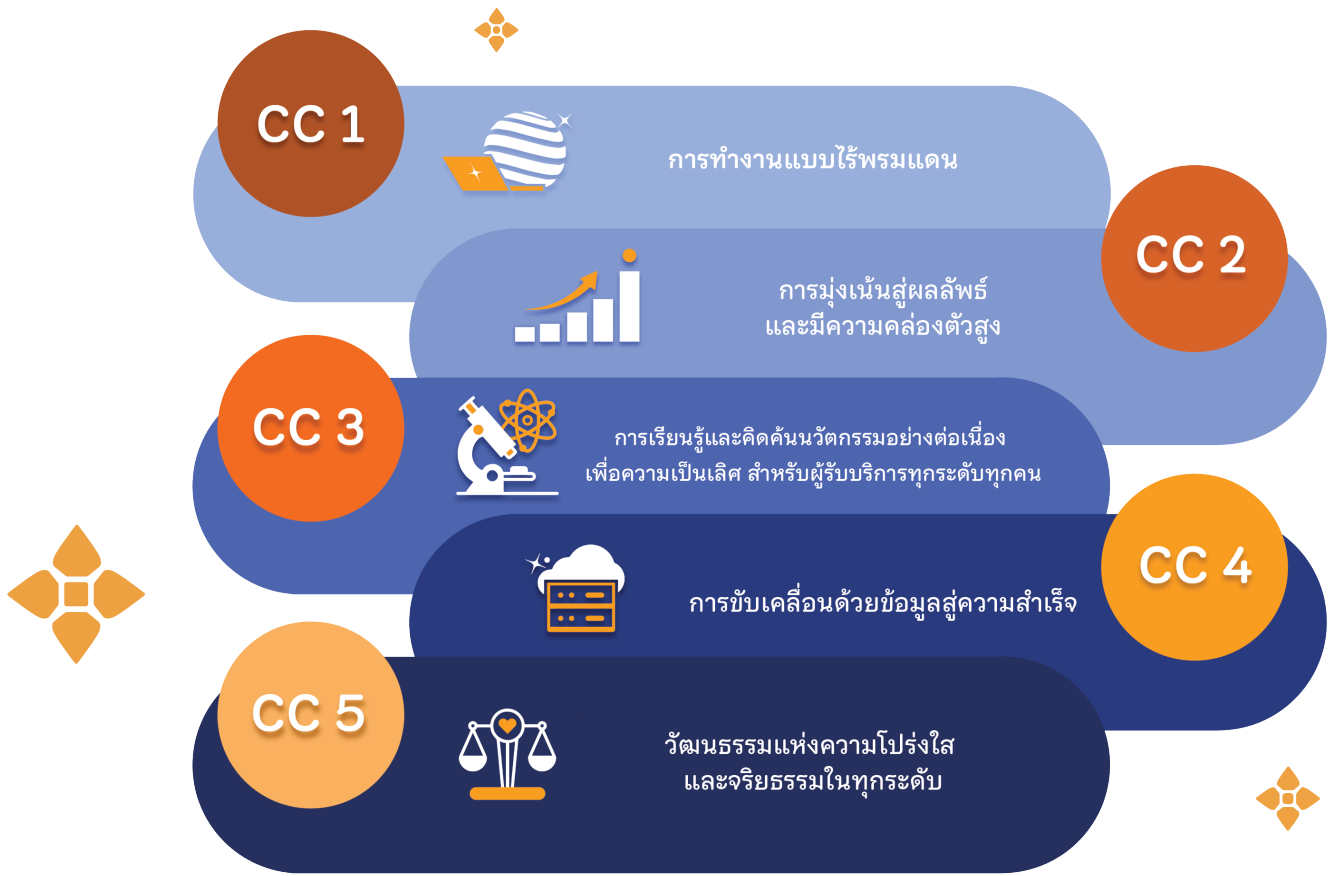 CC 1
การทำงานแบบไร้พรมแดน
CC 2
การมุ่งเน้นสู่ผลลัพธ์
และมีความคล่องตัวสูง
CC 3
การเรียนรู้และคิดค้นนวัตกรรมอย่างต่อเนื่อง
เพื่อความเป็นเลิศ สำหรับผู้รับบริการทุกระดับทุกคน
CC 4
การขับเคลื่อนด้วยข้อมูลสู่ความสำเร็จ
CC 5
วัฒนธรรมแห่งความโปร่งใส
และจริยธรรมในทุกระดับ